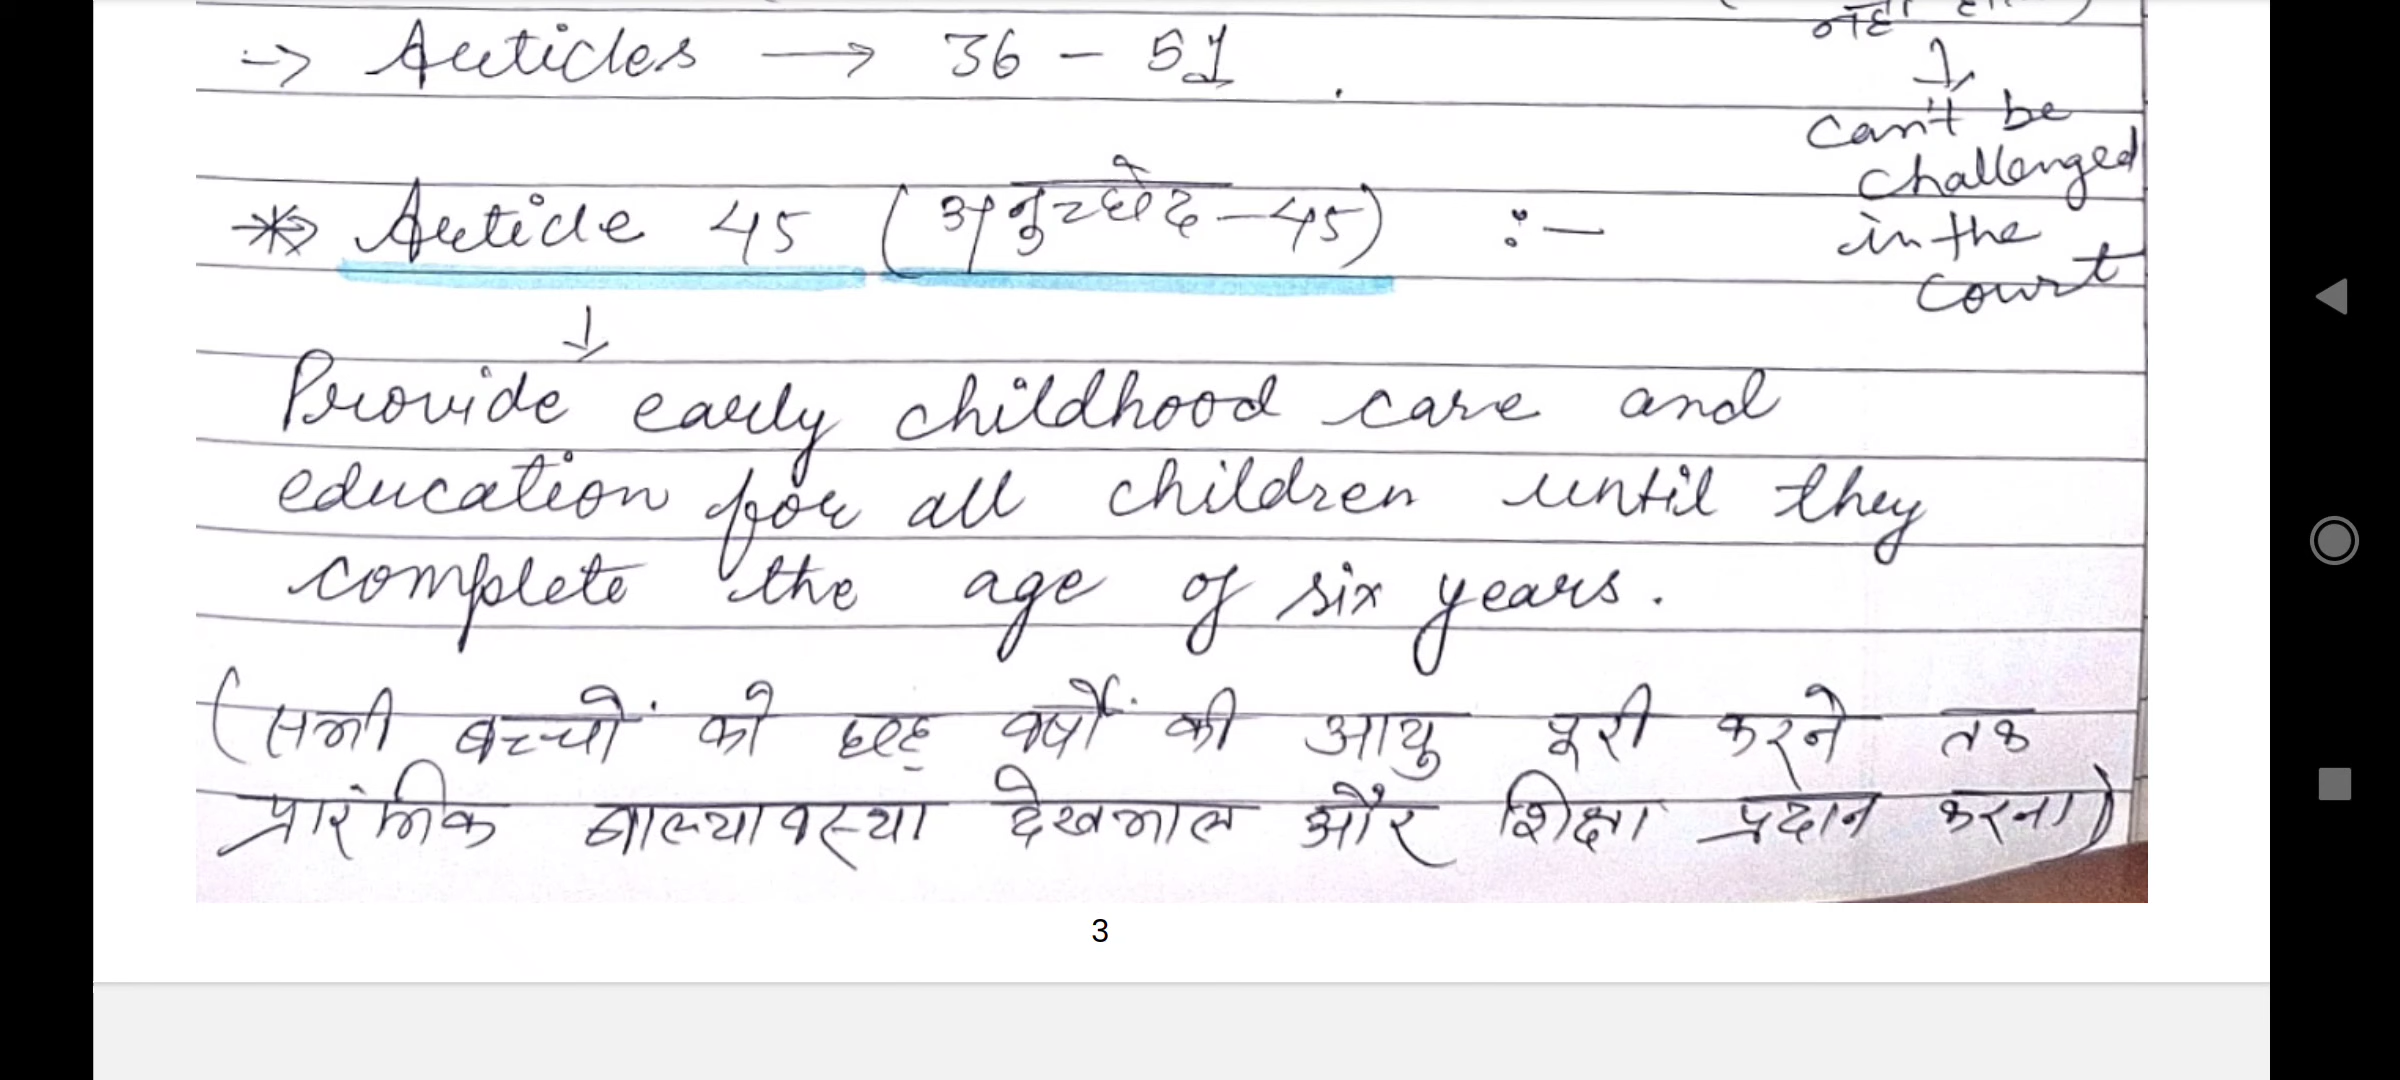 -> Articles → 36 - 51
can't be
challenged
in the
court
Article 45 (अनुच्छेद-45) :-
Provide early childhood care and
education for all children until they
complete the age of six years.
(सभी बच्चों को छह वर्षों की आयु पूरी करने तक
प्रारंभिक बाल्यावस्था देखभाल और शिक्षा प्रदान करना)
3